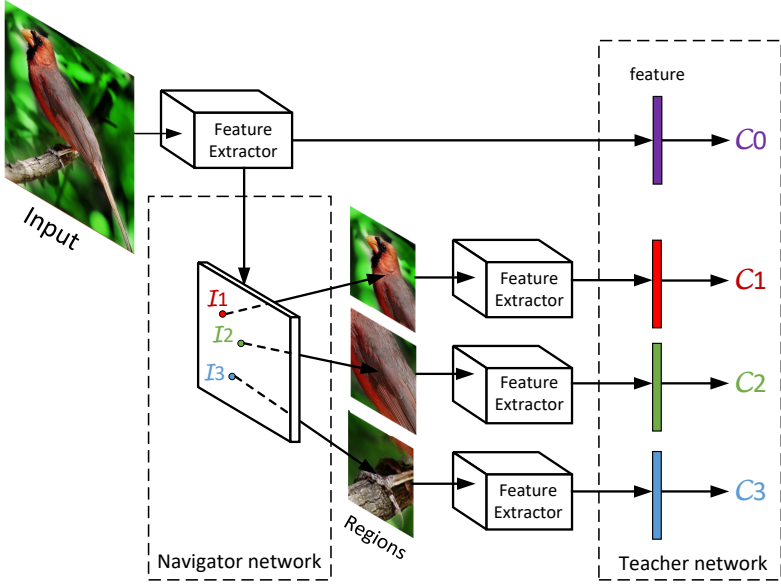 feature
Feature
Extractor
C0
Input
I1
I2
I3
Feature
Extractor
C1
Feature
Extractor
C2
Feature
Extractor
C3
Regions
Navigator network
Teacher network